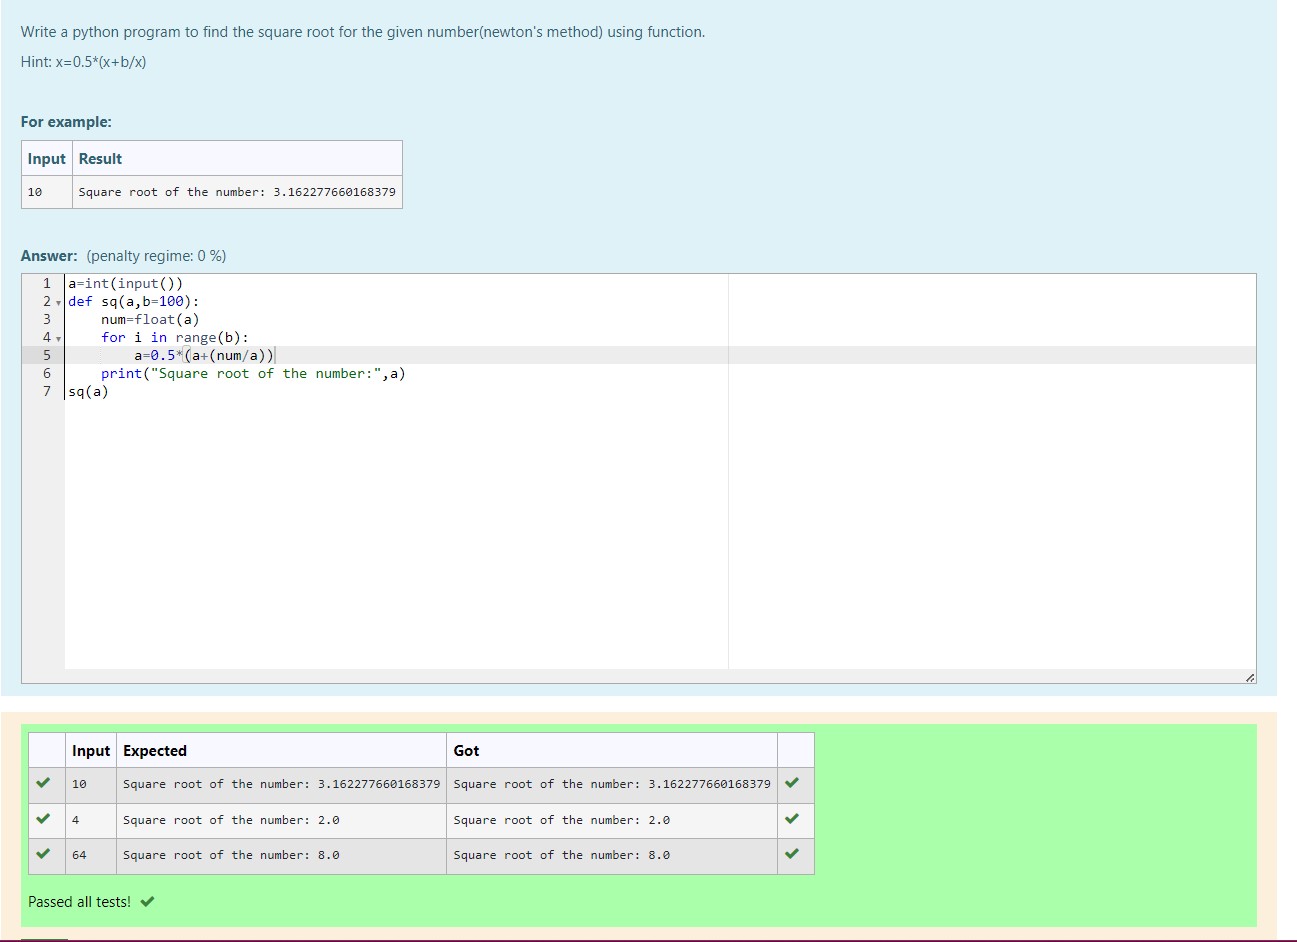 Write a python program to find the square root for the given number(newton's method) using function.
Hint: x=0.5*(x+b/x)
For example:
Input Result
10 Square root of the number: 3.162277660168379
Answer: (penalty regime: 0 %)
1 a=int(input())
2 def sq(a,b=100):
3     num=float(a)
4     for i in range(b):
5         a=0.5*(a+(num/a))
6     print("Square root of the number:",a)
7 sq(a)
Input Expected Got
10 Square root of the number: 3.162277660168379 Square root of the number: 3.162277660168379
4 Square root of the number: 2.0 Square root of the number: 2.0
64 Square root of the number: 8.0 Square root of the number: 8.0
Passed all tests!